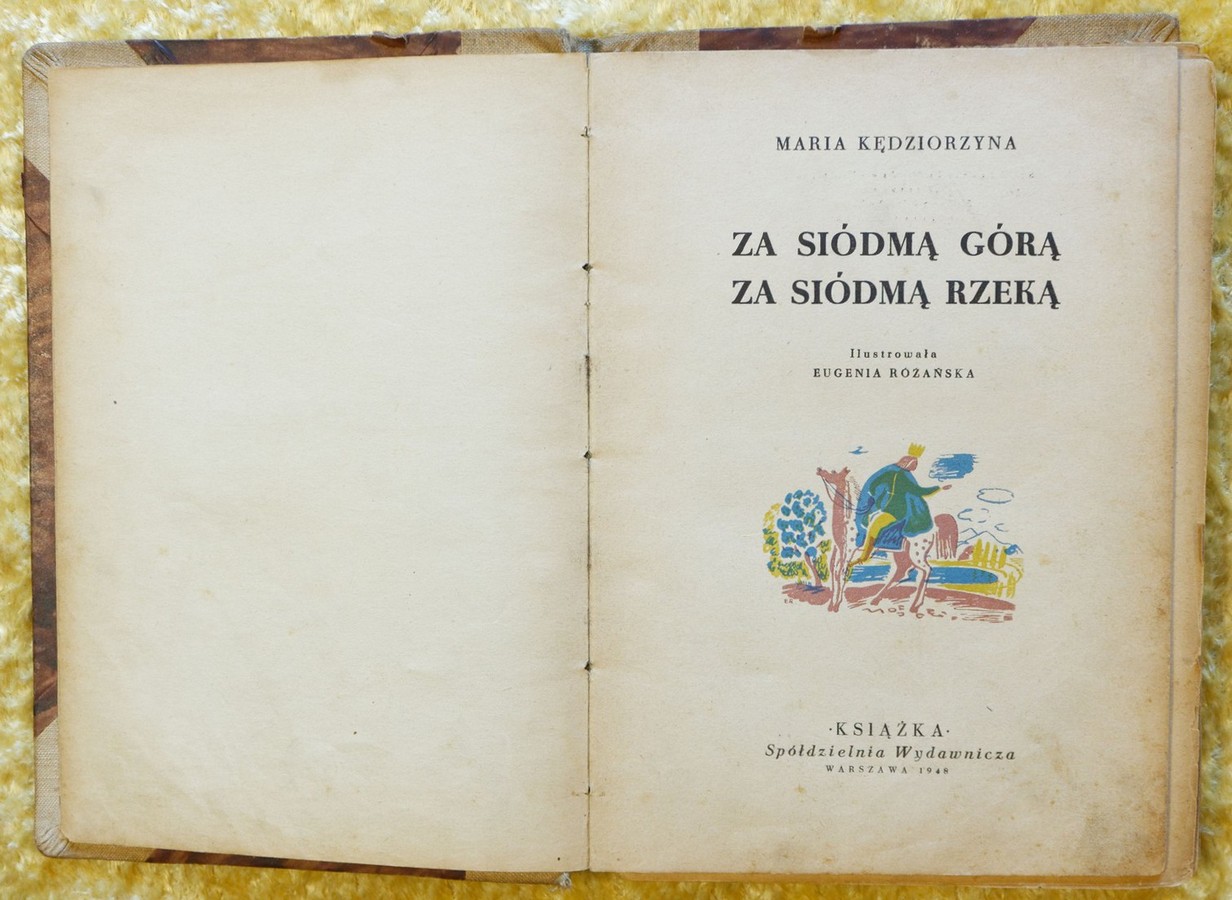 MARIA KĘDZIORZYNA
ZA SIÓDMĄ GÓRĄ
ZA SIÓDMĄ RZEKĄ
Ilustrowała
EUGENIA RÓŻAŃSKA
E.R.
·KSIĄŻKA·
Spółdzielnia Wydawnicza
WARSZAWA 1948